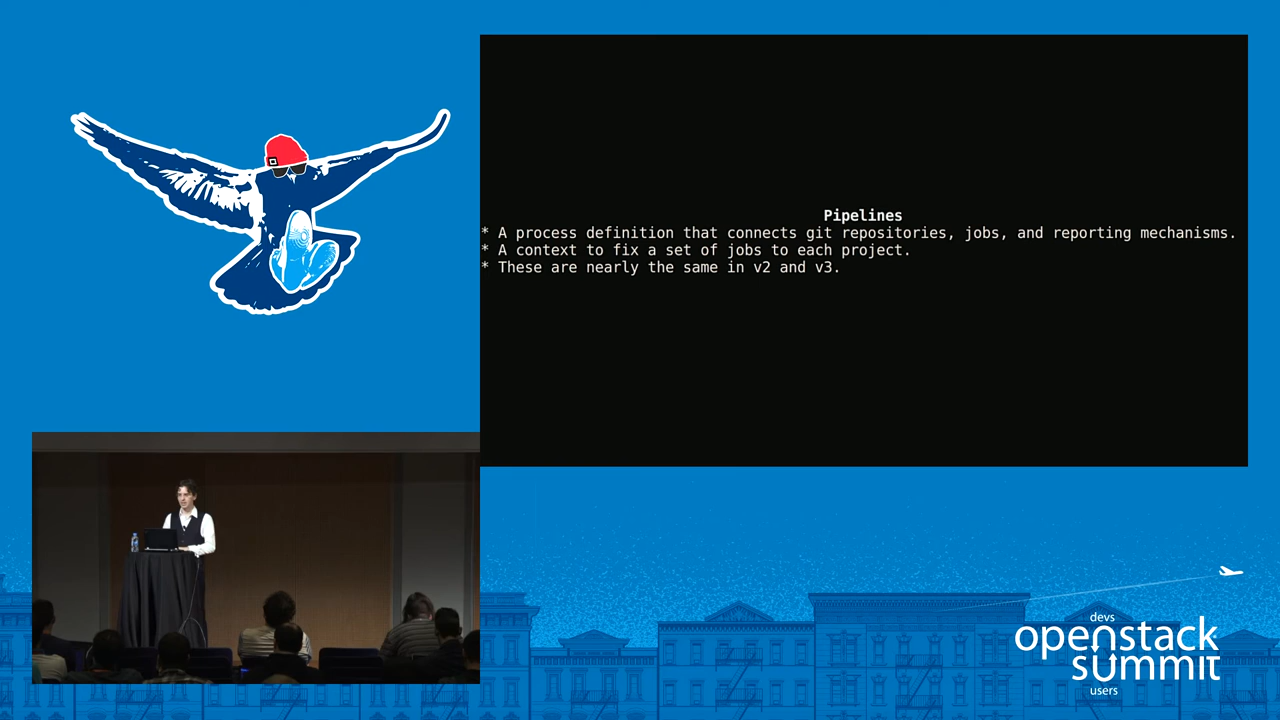 Pipelines
* A process definition that connects git repositories, jobs, and reporting mechanisms.
* A context to fix a set of jobs to each project.
* These are nearly the same in v2 and v3.
devs
openstack
summit
users